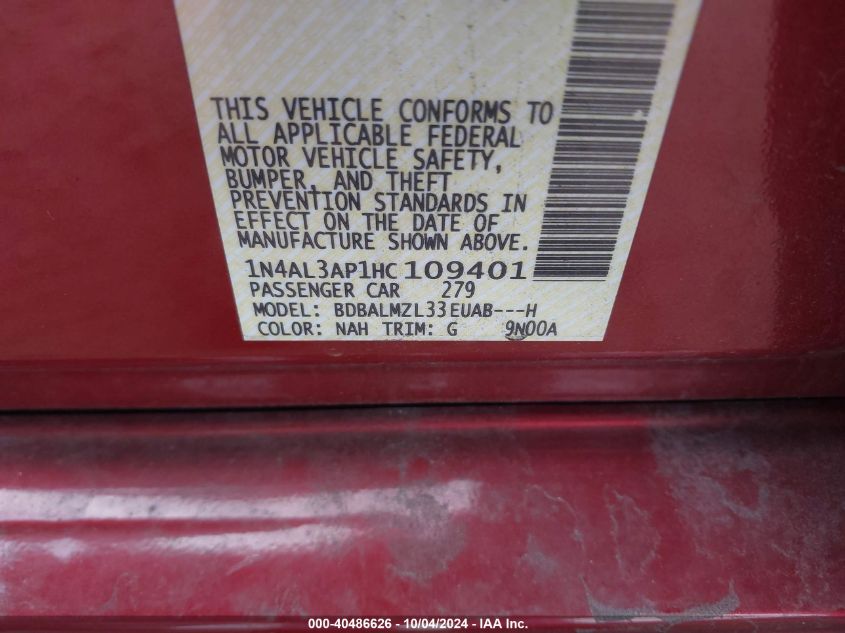 THIS VEHICLE CONFORMS TO
ALL APPLICABLE FEDERAL
MOTOR VEHICLE SAFETY,
BUMPER, AND THEFT
PREVENTION STANDARDS IN
EFFECT ON THE DATE OF
MANUFACTURE SHOWN ABOVE.
1N4AL3AP1HC109401
PASSENGER CAR 279
MODEL: BDBALMZL33EUAB---H
COLOR: NAH TRIM: G 9N00A
000-40486626 - 10/04/2024 - IAA Inc.